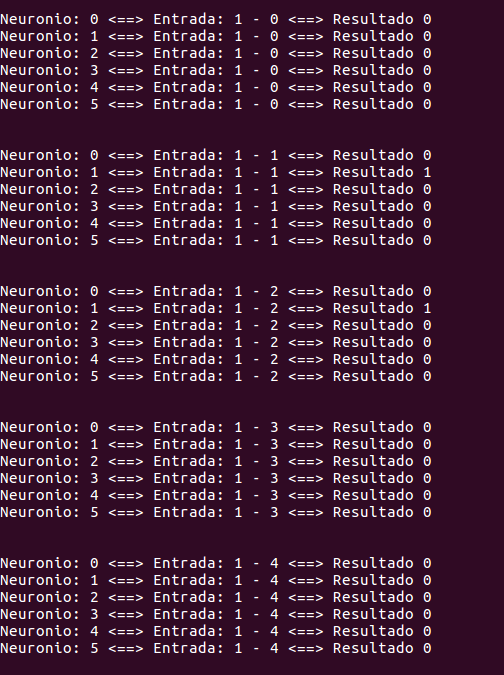 Neuronio: 0 <==> Entrada: 1 - 0 <==> Resultado 0
Neuronio: 1 <==> Entrada: 1 - 0 <==> Resultado 0
Neuronio: 2 <==> Entrada: 1 - 0 <==> Resultado 0
Neuronio: 3 <==> Entrada: 1 - 0 <==> Resultado 0
Neuronio: 4 <==> Entrada: 1 - 0 <==> Resultado 0
Neuronio: 5 <==> Entrada: 1 - 0 <==> Resultado 0
Neuronio: 0 <==> Entrada: 1 - 1 <==> Resultado 0
Neuronio: 1 <==> Entrada: 1 - 1 <==> Resultado 1
Neuronio: 2 <==> Entrada: 1 - 1 <==> Resultado 0
Neuronio: 3 <==> Entrada: 1 - 1 <==> Resultado 0
Neuronio: 4 <==> Entrada: 1 - 1 <==> Resultado 0
Neuronio: 5 <==> Entrada: 1 - 1 <==> Resultado 0
Neuronio: 0 <==> Entrada: 1 - 2 <==> Resultado 0
Neuronio: 1 <==> Entrada: 1 - 2 <==> Resultado 1
Neuronio: 2 <==> Entrada: 1 - 2 <==> Resultado 0
Neuronio: 3 <==> Entrada: 1 - 2 <==> Resultado 0
Neuronio: 4 <==> Entrada: 1 - 2 <==> Resultado 0
Neuronio: 5 <==> Entrada: 1 - 2 <==> Resultado 0
Neuronio: 0 <==> Entrada: 1 - 3 <==> Resultado 0
Neuronio: 1 <==> Entrada: 1 - 3 <==> Resultado 0
Neuronio: 2 <==> Entrada: 1 - 3 <==> Resultado 0
Neuronio: 3 <==> Entrada: 1 - 3 <==> Resultado 0
Neuronio: 4 <==> Entrada: 1 - 3 <==> Resultado 0
Neuronio: 5 <==> Entrada: 1 - 3 <==> Resultado 0
Neuronio: 0 <==> Entrada: 1 - 4 <==> Resultado 0
Neuronio: 1 <==> Entrada: 1 - 4 <==> Resultado 0
Neuronio: 2 <==> Entrada: 1 - 4 <==> Resultado 0
Neuronio: 3 <==> Entrada: 1 - 4 <==> Resultado 0
Neuronio: 4 <==> Entrada: 1 - 4 <==> Resultado 0
Neuronio: 5 <==> Entrada: 1 - 4 <==> Resultado 0